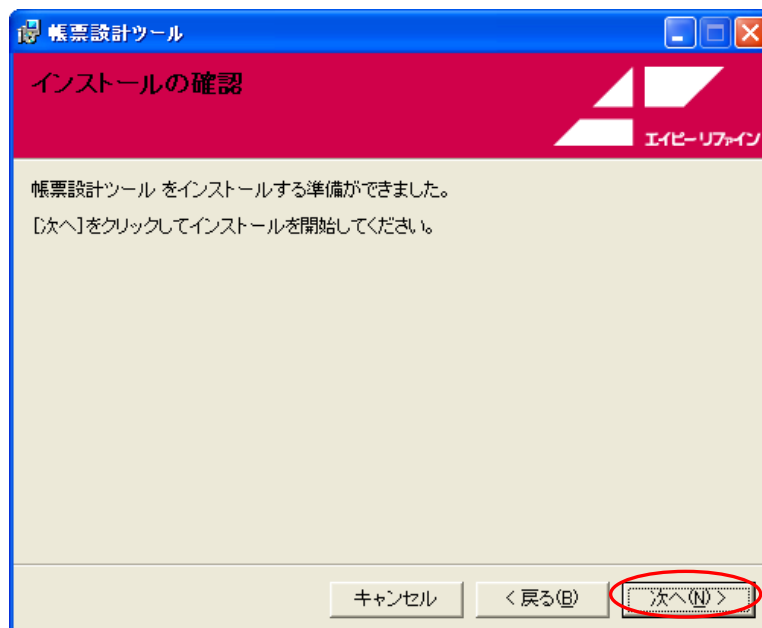 帳票設計ツール
インストールの確認
エイピーリファイン
帳票設計ツール をインストールする準備ができました。
[次へ]をクリックしてインストールを開始してください。
キャンセル
< 戻る(B)
次へ(N) >